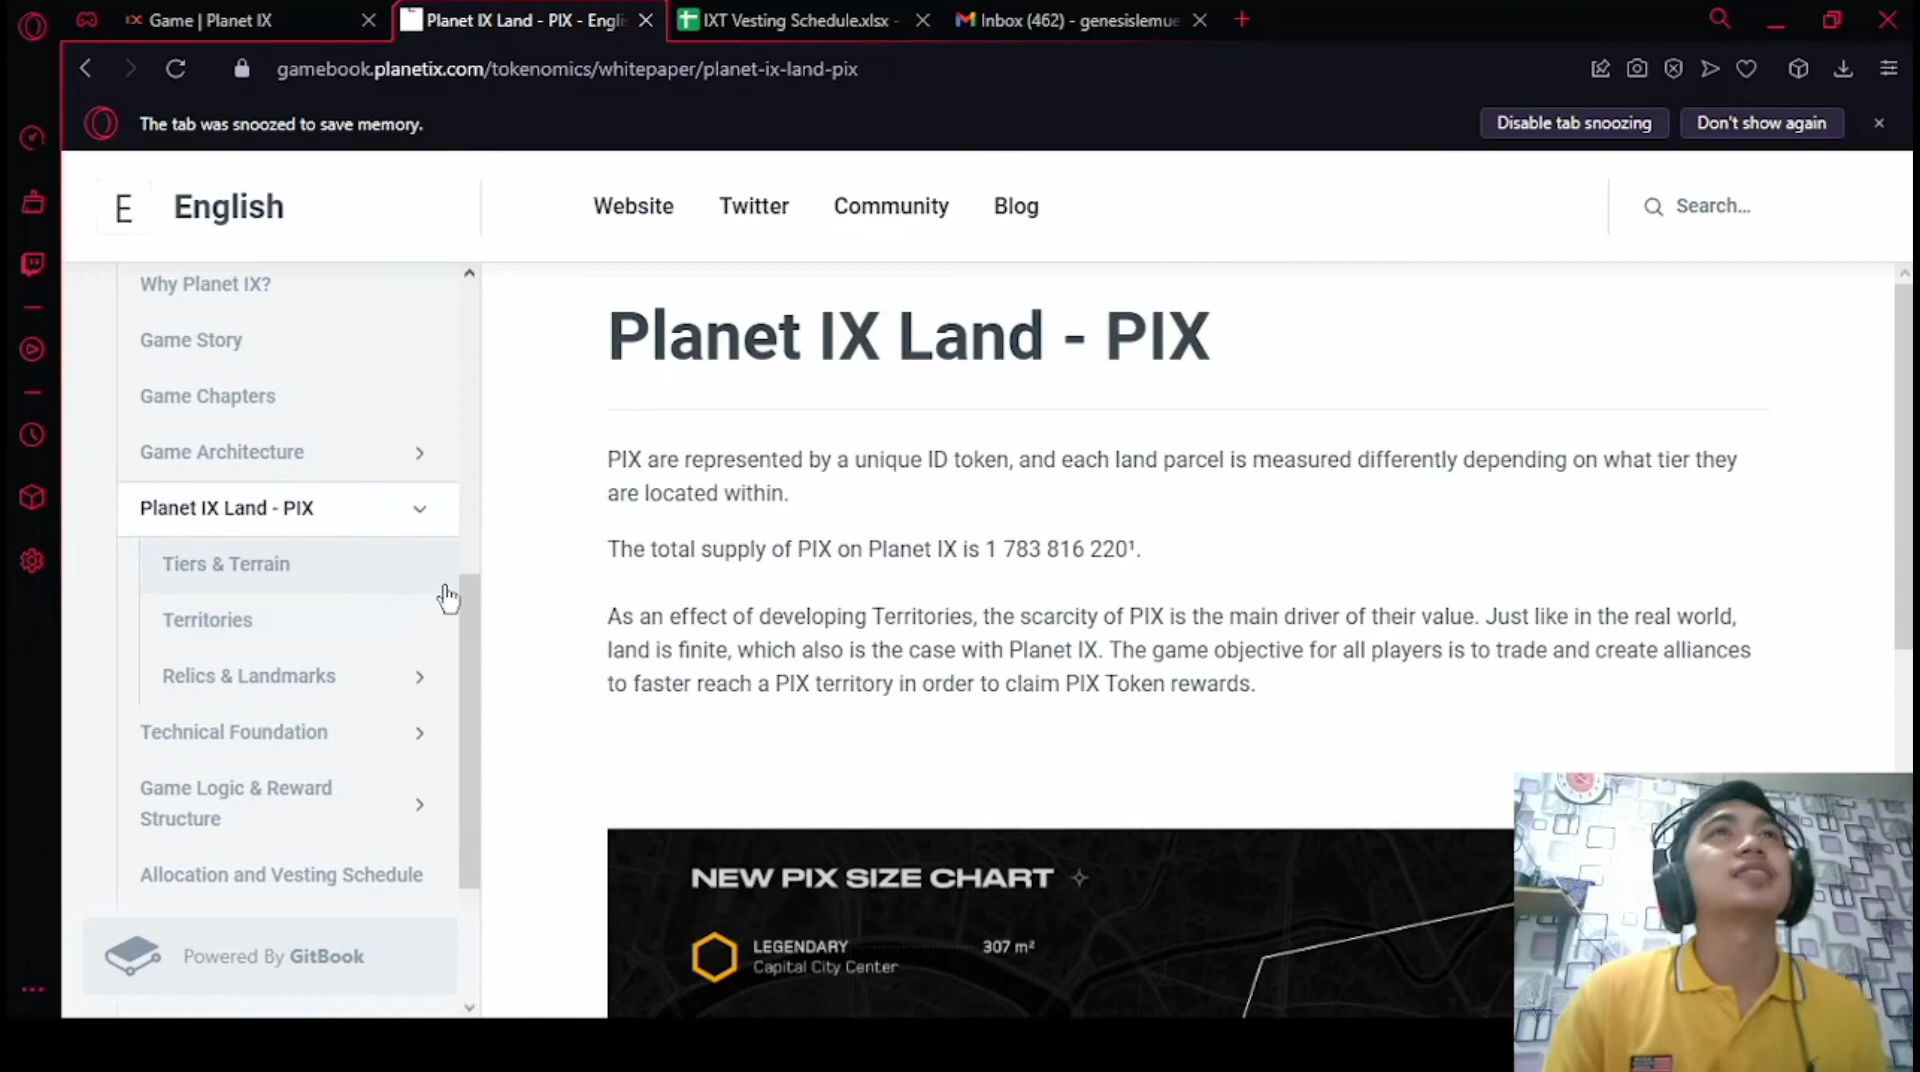 Game | Planet IX
Planet IX Land - PIX - Engli
IXT Vesting Schedule.xlsx -
Inbox (462) - genesislemue
gamebook.planetix.com/tokenomics/whitepaper/planet-ix-land-pix
The tab was snoozed to save memory.
Disable tab snoozing
Don't show again
E
English
Website
Twitter
Community
Blog
Search...
Why Planet IX?
Game Story
Game Chapters
Game Architecture
Planet IX Land - PIX
Tiers & Terrain
Territories
Relics & Landmarks
Technical Foundation
Game Logic & Reward
Structure
Allocation and Vesting Schedule
Powered By GitBook
Planet IX Land - PIX
PIX are represented by a unique ID token, and each land parcel is measured differently depending on what tier they
are located within.
The total supply of PIX on Planet IX is 1 783 816 220¹.
As an effect of developing Territories, the scarcity of PIX is the main driver of their value. Just like in the real world,
land is finite, which also is the case with Planet IX. The game objective for all players is to trade and create alliances
to faster reach a PIX territory in order to claim PIX Token rewards.
NEW PIX SIZE CHART
LEGENDARY 307 m²
Capital City Center